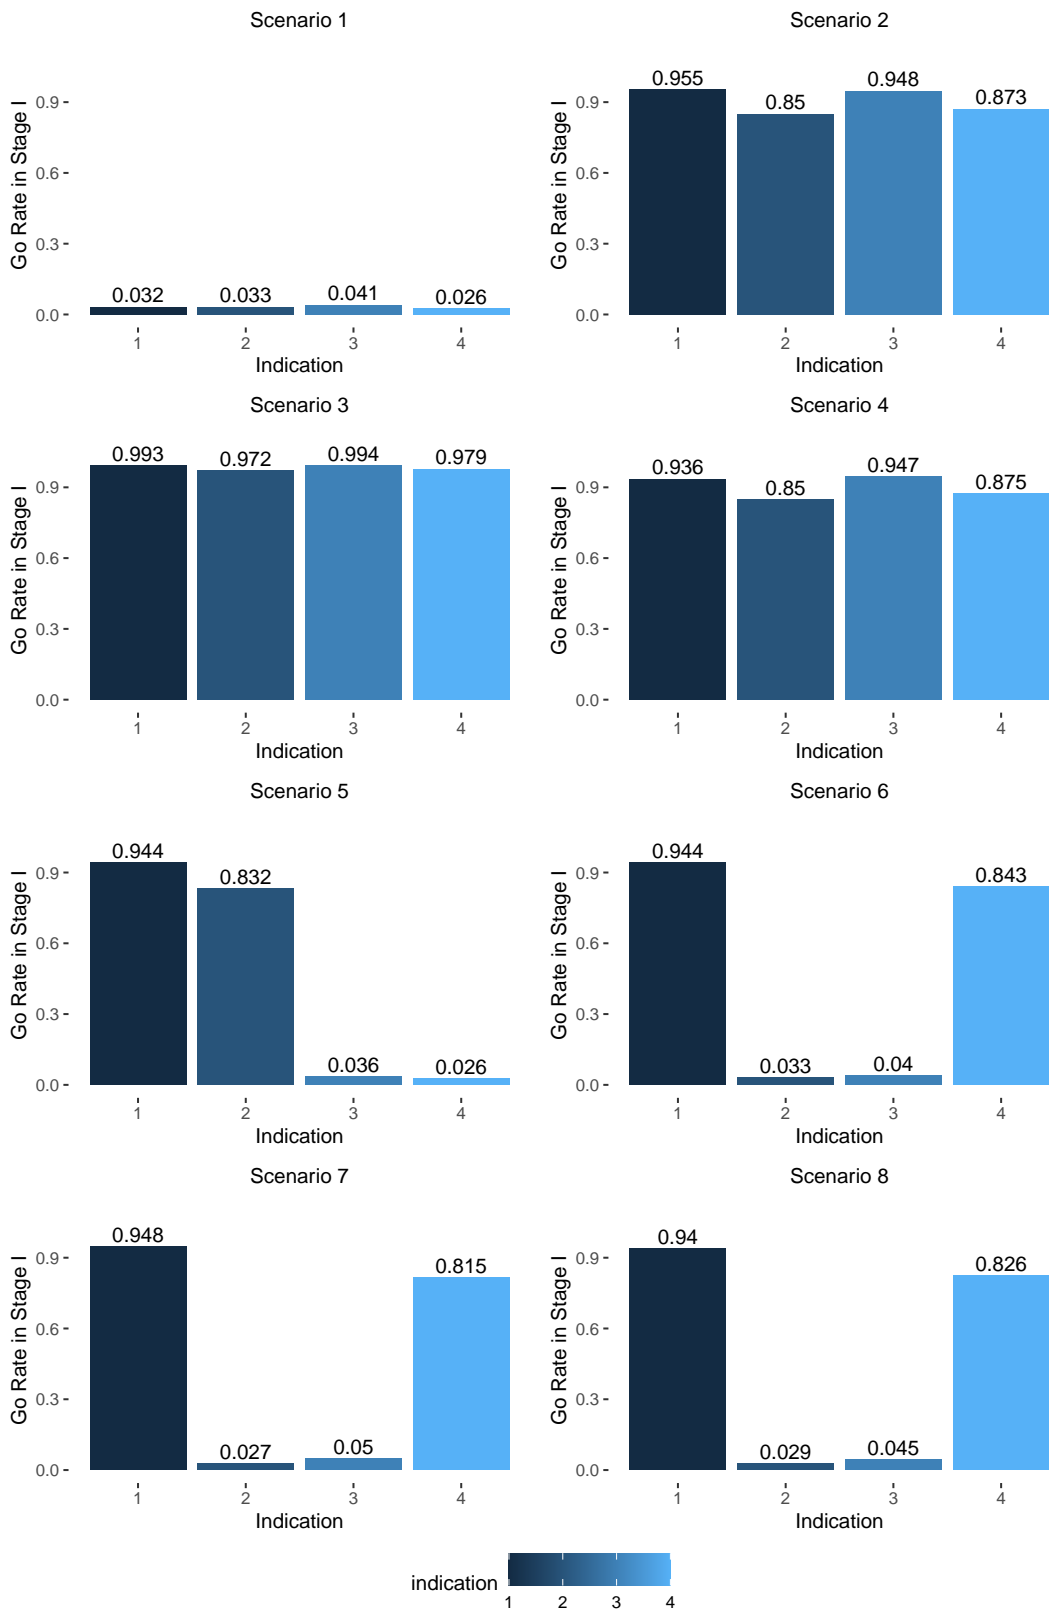 Scenario 1
Go Rate in Stage I
0.9
0.6
0.3
0.0
0.032
0.033
0.041
0.026
1 2 3 4
Indication
Scenario 2
Go Rate in Stage I
0.9
0.6
0.3
0.0
0.955
0.85
0.948
0.873
1 2 3 4
Indication
Scenario 3
Go Rate in Stage I
0.9
0.6
0.3
0.0
0.993
0.972
0.994
0.979
1 2 3 4
Indication
Scenario 4
Go Rate in Stage I
0.9
0.6
0.3
0.0
0.936
0.85
0.947
0.875
1 2 3 4
Indication
Scenario 5
Go Rate in Stage I
0.9
0.6
0.3
0.0
0.944
0.832
0.036
0.026
1 2 3 4
Indication
Scenario 6
Go Rate in Stage I
0.9
0.6
0.3
0.0
0.944
0.033
0.04
0.843
1 2 3 4
Indication
Scenario 7
Go Rate in Stage I
0.9
0.6
0.3
0.0
0.948
0.027
0.05
0.815
1 2 3 4
Indication
Scenario 8
Go Rate in Stage I
0.9
0.6
0.3
0.0
0.94
0.029
0.045
0.826
1 2 3 4
Indication
indication
1 2 3 4